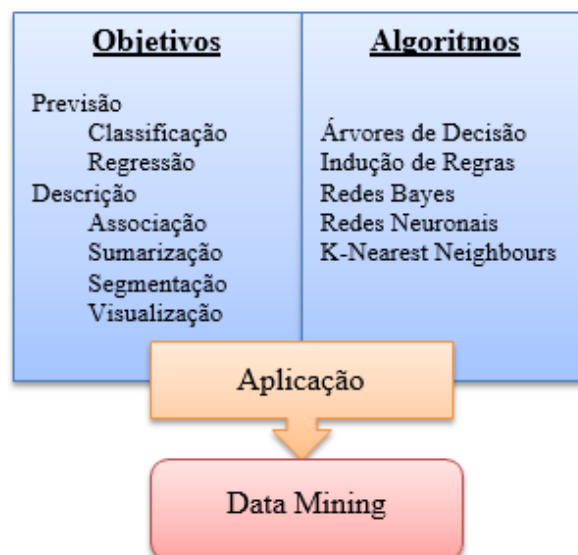 Objetivos
Previsão
Classificação
Regressão
Descrição
Associação
Sumarização
Segmentação
Visualização
Algoritmos
Árvores de Decisão
Indução de Regras
Redes Bayes
Redes Neuronais
K-Nearest Neighbours
Aplicação
Data Mining